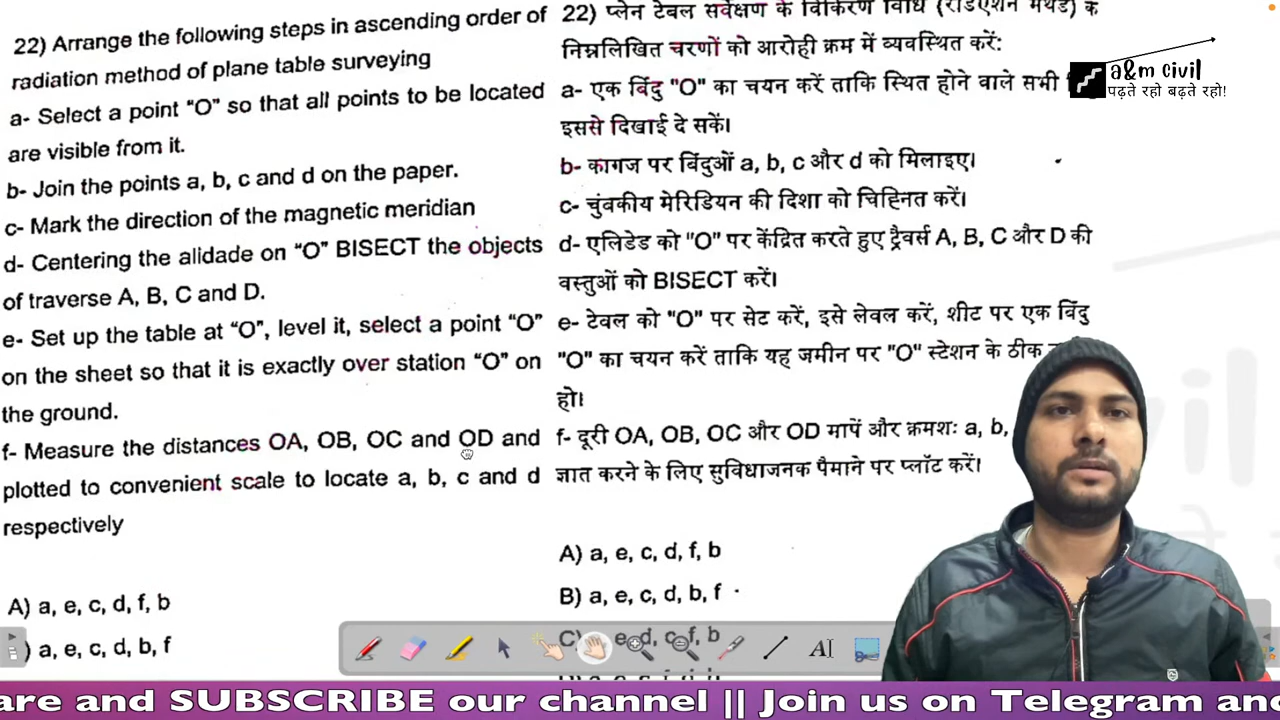 22) Arrange the following steps in ascending order of
radiation method of plane table surveying
a- Select a point “O” so that all points to be located
are visible from it.
b- Join the points a, b, c and d on the paper.
c- Mark the direction of the magnetic meridian
d- Centering the alidade on “O” BISECT the objects
of traverse A, B, C and D.
e- Set up the table at “O”, level it, select a point “O”
on the sheet so that it is exactly over station “O” on
the ground.
f- Measure the distances OA, OB, OC and OD and
plotted to convenient scale to locate a, b, c and d
respectively
A) a, e, c, d, f, b
) a, e, c, d, b, f
22) प्लेन टेबल सर्वेक्षण के विकिरण विधि (रेडिएशन मेथड) के
निम्नलिखित चरणों को आरोही क्रम में व्यवस्थित करें:
a- एक बिंदु "O" का चयन करें ताकि स्थित होने वाले सभी
इससे दिखाई दे सकें।
b- कागज पर बिंदुओं a, b, c और d को मिलाइए।
c- चुंवकीय मेरिडियन की दिशा को चिह्नित करें।
d- एलिडेड को "O" पर केंद्रित करते हुए ट्रैवर्स A, B, C और D की
वस्तुओं को BISECT करें।
e- टेवल को "O" पर सेट करें, इसे लेवल करें, शीट पर एक विंदु
"O" का चयन करें ताकि यह जमीन पर "O" स्टेशन के ठीक
हो।
f- दूरी OA, OB, OC और OD मापें और क्रमशः a, b,
ज्ञात करने के लिए सुविधाजनक पैमाने पर प्लॉट करें।
A) a, e, c, d, f, b
B) a, e, c, d, b, f
C) e, d, c, f, b
a&m civil
पढ़ते रहो बढ़ते रहो!
are and SUBSCRIBE our channel || Join us on Telegram and